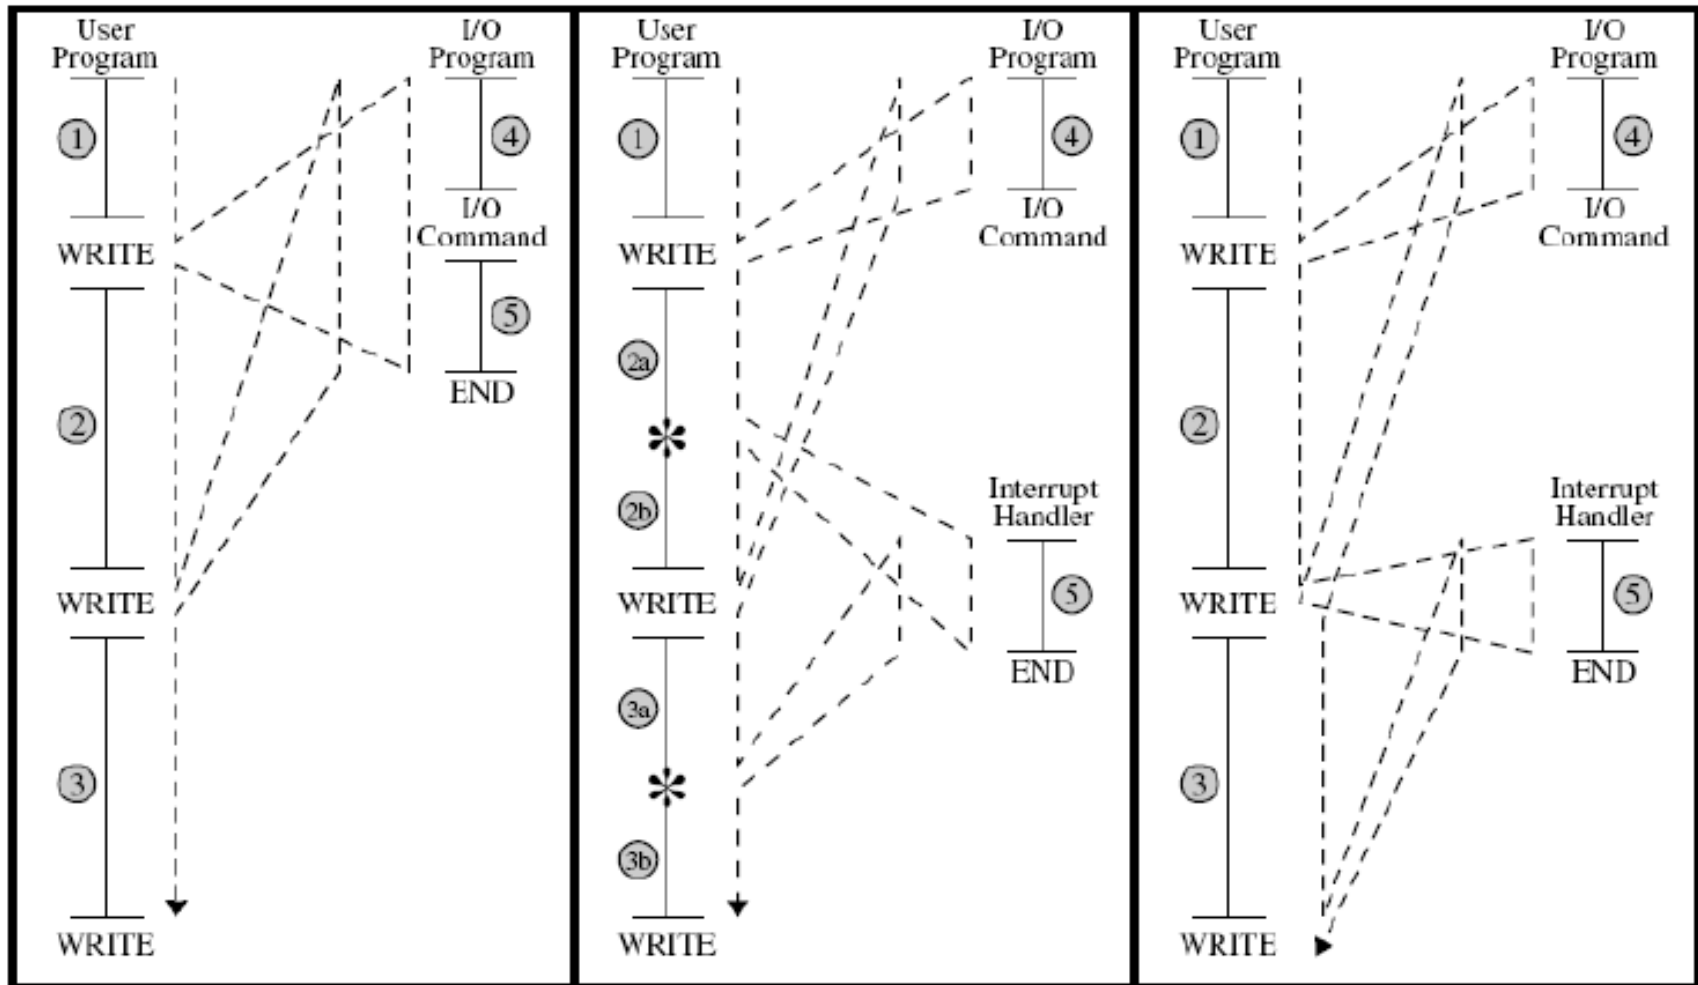 User
Program
I/O
Program
1
4
I/O
Command
WRITE
5
END
2
WRITE
3
WRITE
User
Program
I/O
Program
1
4
I/O
Command
WRITE
2a
*
Interrupt
Handler
2b
5
WRITE
END
3a
*
3b
WRITE
User
Program
I/O
Program
1
4
I/O
Command
WRITE
2
Interrupt
Handler
5
WRITE
END
3
WRITE